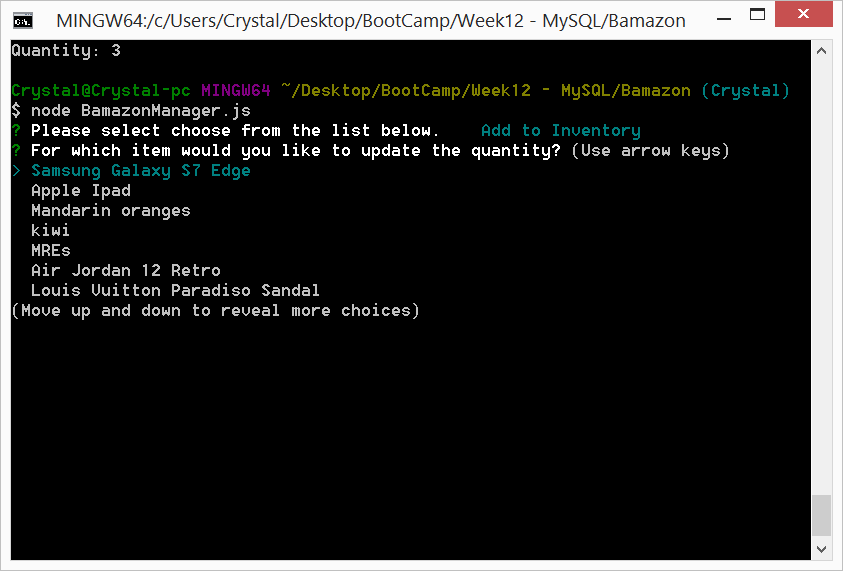 MINGW64:/c/Users/Crystal/Desktop/BootCamp/Week12 - MySQL/Bamazon
Quantity: 3
Crystal@Crystal-pc MINGW64 ~/Desktop/BootCamp/Week12 - MySQL/Bamazon (Crystal)
$ node BamazonManager.js
? Please select choose from the list below. Add to Inventory
? For which item would you like to update the quantity? (Use arrow keys)
> Samsung Galaxy S7 Edge
Apple Ipad
Mandarin oranges
kiwi
MREs
Air Jordan 12 Retro
Louis Vuitton Paradiso Sandal
(Move up and down to reveal more choices)